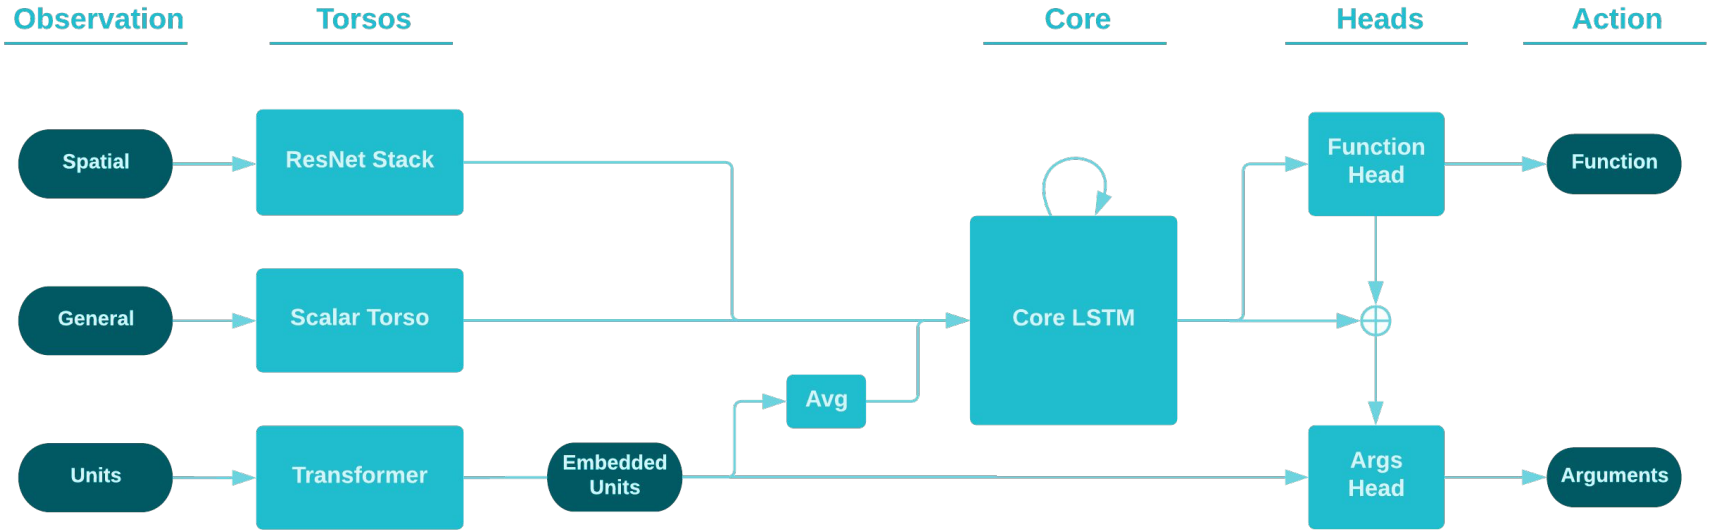 Observation
Torsos
Core
Heads
Action
Spatial
ResNet Stack
Function
Head
Function
General
Scalar Torso
Core LSTM
Avg
Units
Transformer
Embedded
Units
Args
Head
Arguments